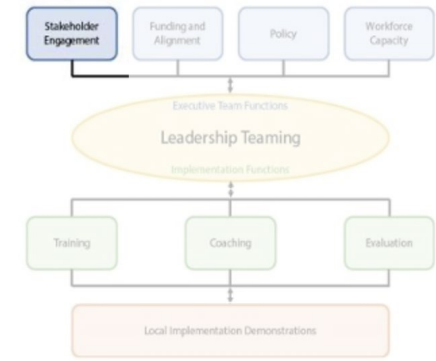 Stakeholder
Engagement
Funding and
Alignment
Policy
Workforce
Capacity
Executive Team Functions
Leadership Teaming
Implementation Functions
Training
Coaching
Evaluation
Local Implementation Demonstrations